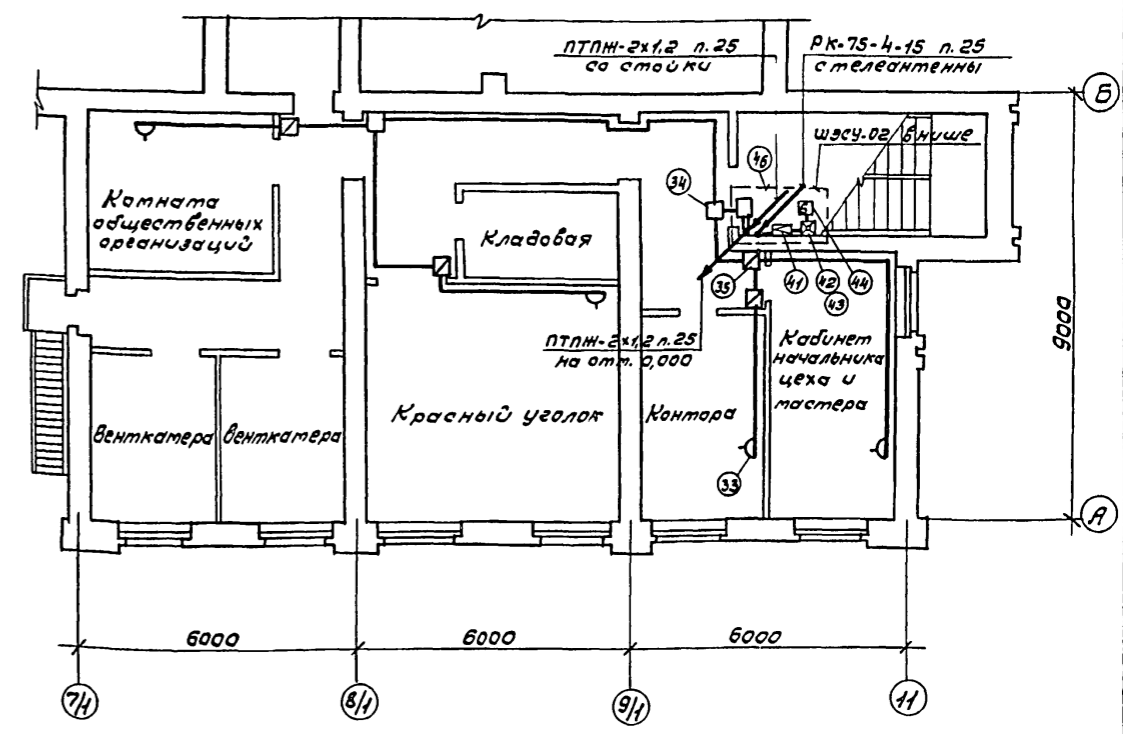 ПТПЖ-2х1,2 п.25
со стойки
РК-75-4-15 п.25
с телеантенны
Б
ШЭСУ-02 в нише
46
34
Комната
общественных
организаций
Кладовая
35
41
42
43
44
ПТПЖ-2х1,2 п.25
на отм. 0,000
Кабинет
начальника
цеха и
мастера
9000
Красный уголок
Контора
Венткамера
Венткамера
33
А
6000
6000
6000
7/1
8/1
9/1
11